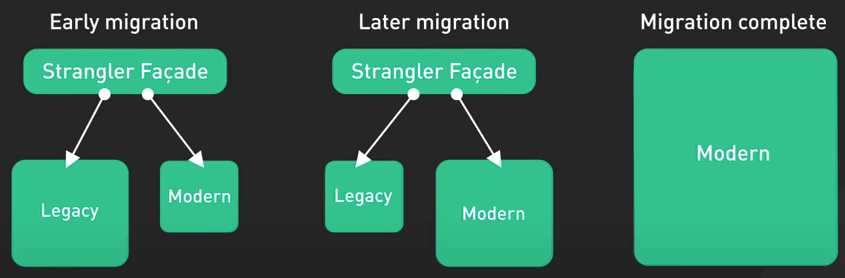 Early migration
Strangler Façade
Legacy
Modern
Later migration
Strangler Façade
Legacy
Modern
Migration complete
Modern